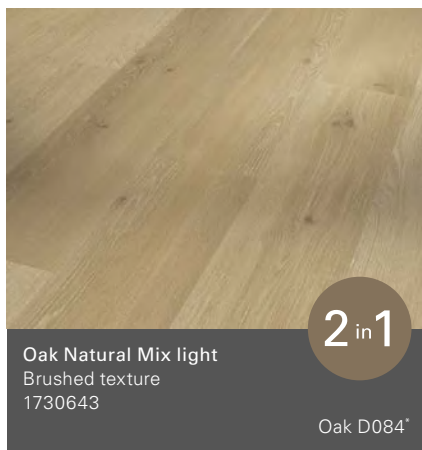 2 in 1
Oak Natural Mix light
Brushed texture
1730643
Oak D084*